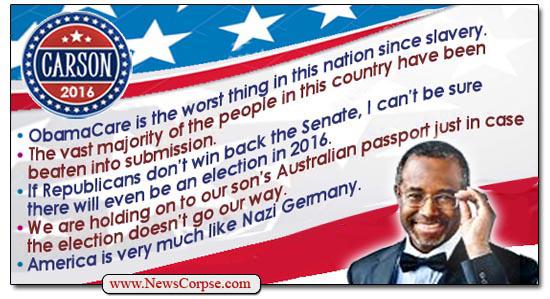 CARSON
2016
• ObamaCare is the worst thing in this nation since slavery.
• The vast majority of the people in this country have been
beaten into submission.
• If Republicans don't win back the Senate, I can't be sure
there will even be an election in 2016.
• We are holding on to our son's Australian passport just in case
the election doesn't go our way.
• America is very much like Nazi Germany.
www.NewsCorpse.com